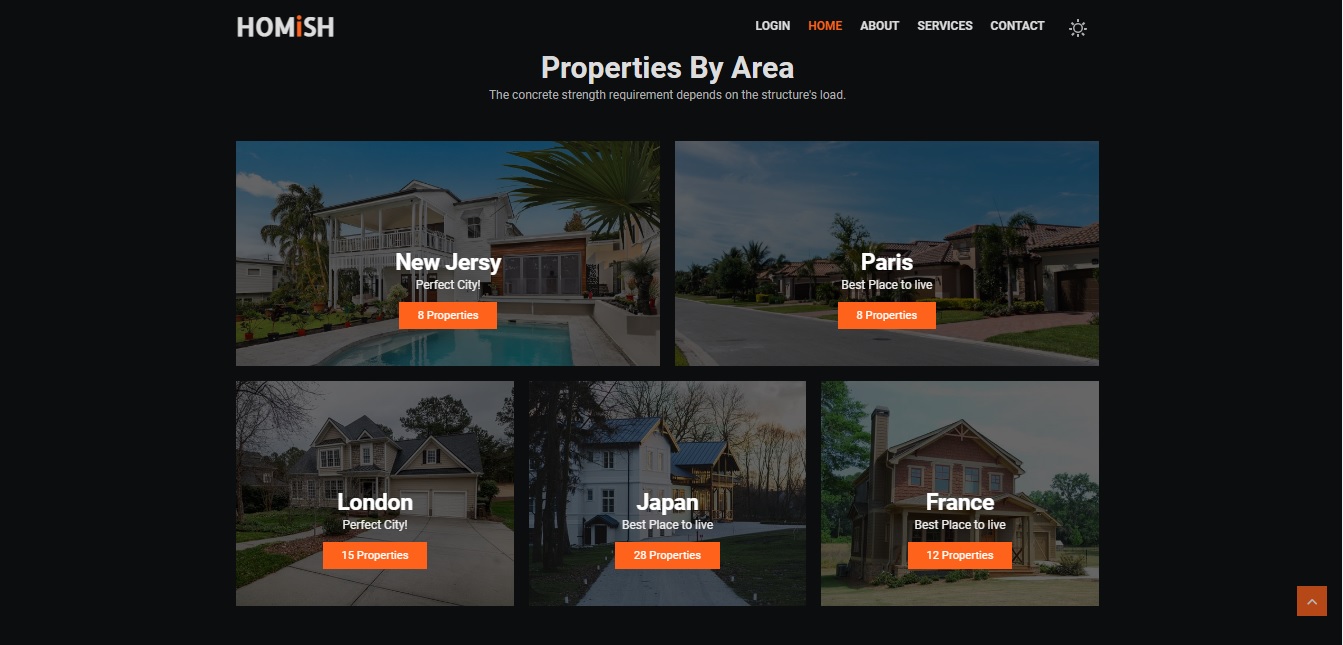 HOMiSH
LOGIN HOME ABOUT SERVICES CONTACT
Properties By Area
The concrete strength requirement depends on the structure's load.
New Jersy
Perfect City!
8 Properties
Paris
Best Place to live
8 Properties
London
Perfect City!
15 Properties
Japan
Best Place to live
28 Properties
France
Best Place to live
12 Properties